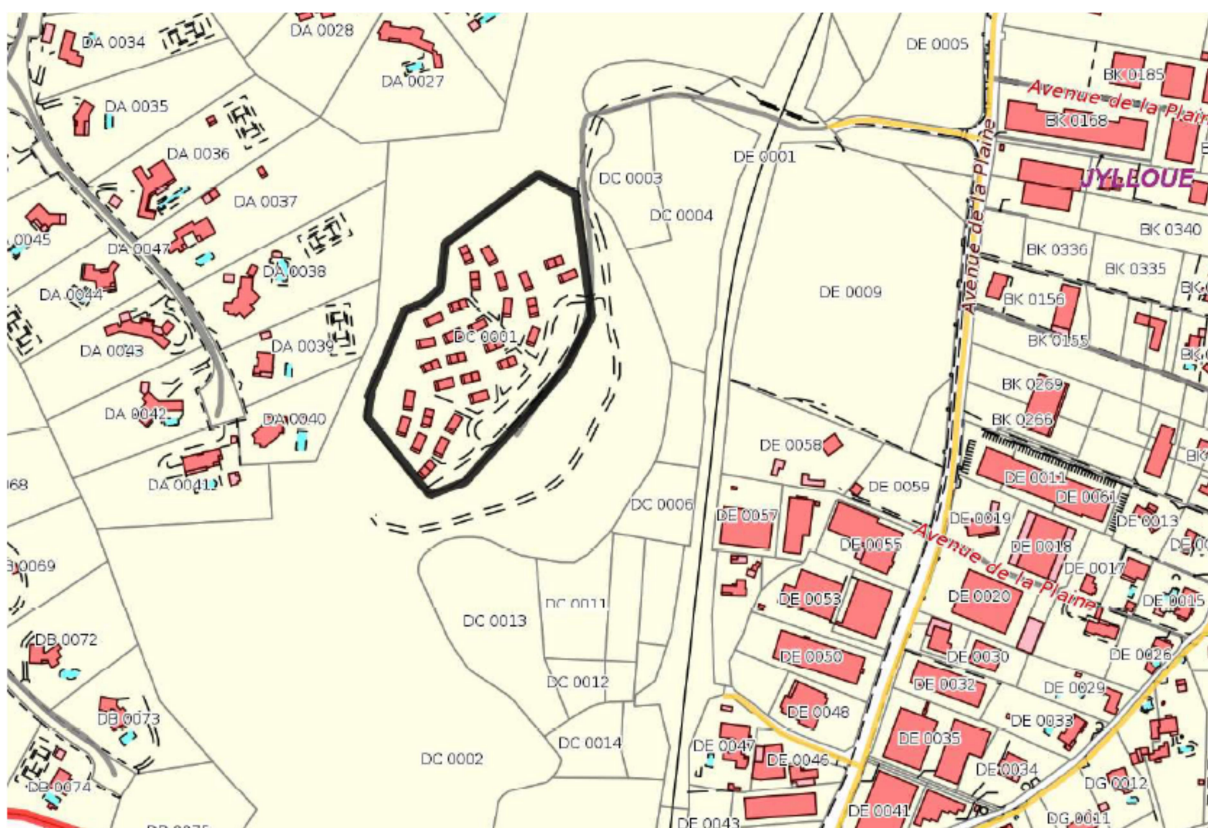 DA 0034
DA 0028
DE 0005
DA 0027
BK 0185
Avenue de la Plain
DA 0035
BK 0168
DA 0036
DE 0001
DC 0003
JYLLOUE
DA 0037
DC 0004
Avenue de la Plaine
0045
DA 0047
BK 0340
BK 0336
BK 0335
DA 0038
DA 0044
DE 0009
BK 0156
DC 0001
BK 0155
DA 0043
DA 0039
BK 0269
DA 0042
DA 0040
BK 0266
DE 0058
DE 0011
DA 0041
DE 0059
DE 0061
DC 0006
DE 0057
DE 0019
DE 0013
DE 0055
DE 0018
Avenue de la Plaine
DE 0017
0069
DC 0011
DE 0053
DE 0020
DE 0015
DC 0013
DB 0072
DE 0050
DE 0030
DE 0026
DC 0012
DE 0032
DE 0029
DB 0073
DE 0048
DE 0033
DC 0014
DE 0047
DE 0035
DC 0002
DE 0046
DE 0034
DB 0074
DG 0012
DE 0041
DE 0043
DG 0011
DB 0075